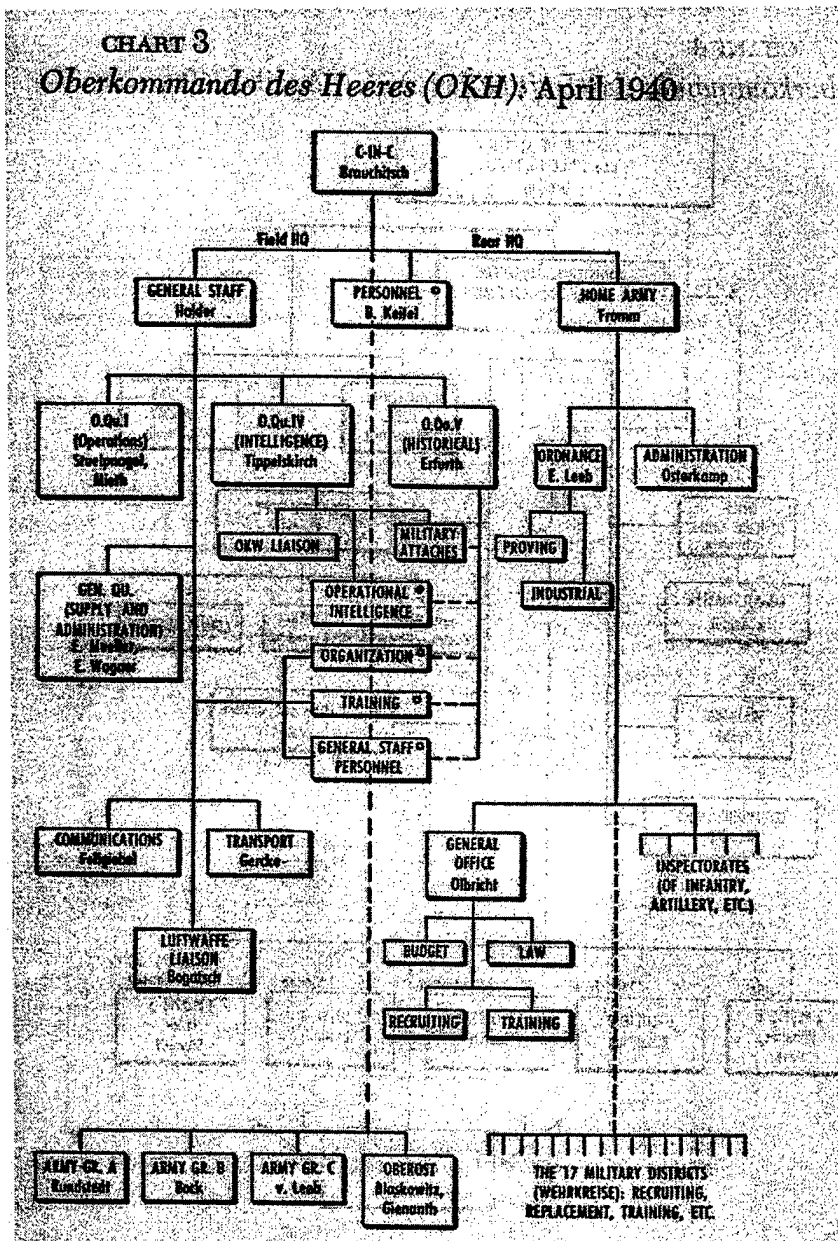 CHART 3
Oberkommando des Heeres (OKH): April 1940
C-IN-C
Brauchitsch
Field HQ
Rear HQ
GENERAL STAFF
Halder
PERSONNEL
B. Keitel
HOME ARMY
Fromm
O.Qu.I
(Operations)
Stuelpnagel,
Mieth
O.Qu.IV
(INTELLIGENCE)
Tippelskirch
O.Qu.V
(HISTORICAL)
Erfurth
ORDNANCE
E. Leeb
ADMINISTRATION
Osterkamp
OKW LIAISON
MILITARY
ATTACHES
PROVING
INDUSTRIAL
GEN. QU.
(SUPPLY AND
ADMINISTRATION)
E. Mueller,
E. Wagner
OPERATIONAL
INTELLIGENCE
ORGANIZATION
TRAINING
GENERAL STAFF
PERSONNEL
COMMUNICATIONS
Fellgiebel
TRANSPORT
Gercke
GENERAL
OFFICE
Olbricht
INSPECTORATES
(OF INFANTRY,
ARTILLERY, ETC.)
LUFTWAFFE
LIAISON
Bogatsch
BUDGET
LAW
RECRUITING
TRAINING
ARMY GR. A
Rundstedt
ARMY GR. B
Bock
ARMY GR. C
v. Leeb
OBEROST
Blaskowitz,
Gienanth
THE 17 MILITARY DISTRICTS
(WEHRKREISE): RECRUITING,
REPLACEMENT, TRAINING, ETC.